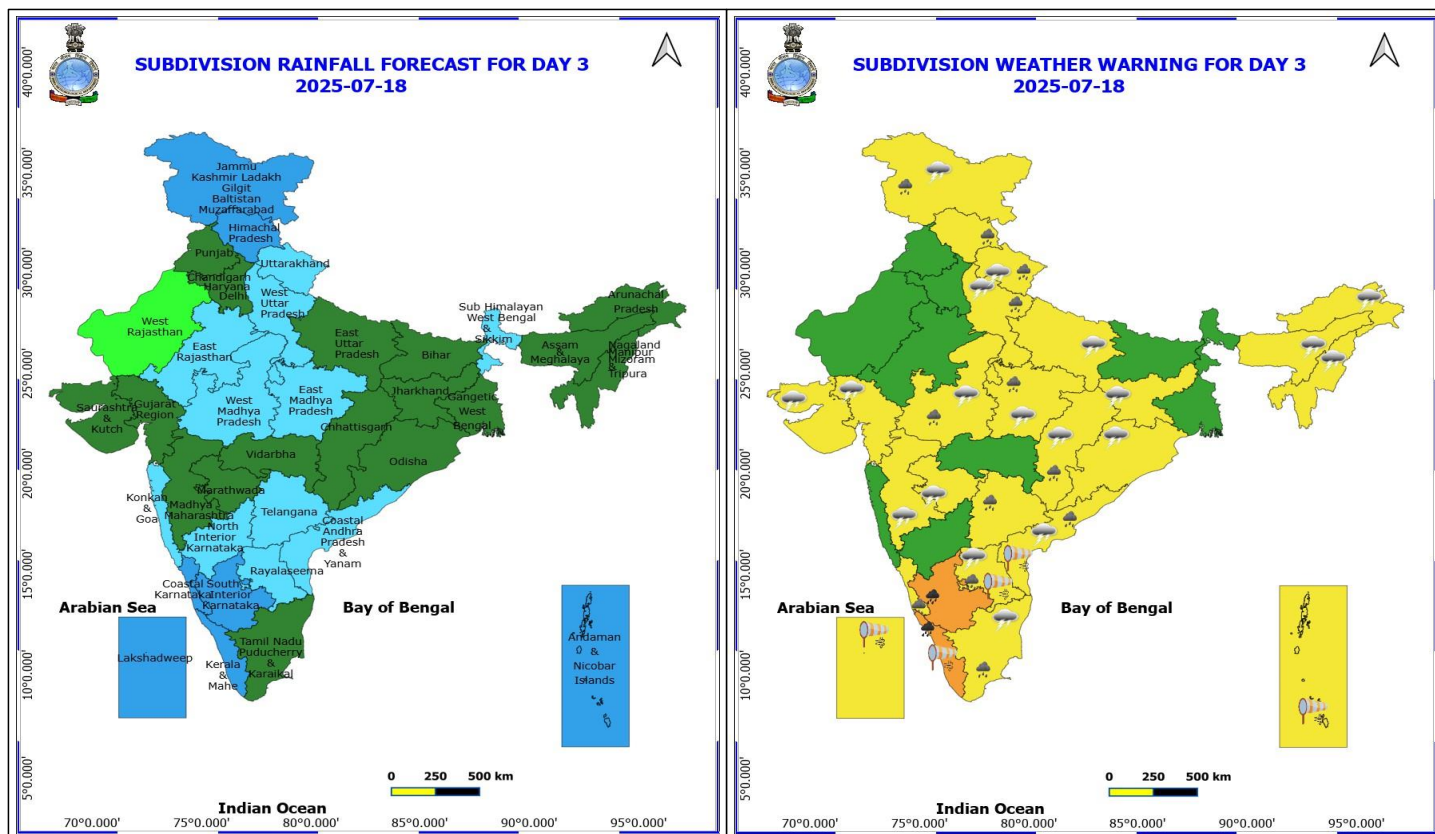 SUBDIVISION RAINFALL FORECAST FOR DAY 3
2025-07-18
40°0.000'
35°0.000'
30°0.000'
25°0.000'
20°0.000'
15°0.000'
10°0.000'
5°0.000'
Jammu
Kashmir Ladakh
Gilgit
Baltistan
Muzaffarabad
Himachal
Pradesh
Punjab
Uttarakhand
Chandigarh
Haryana
Delhi
West
Uttar
Pradesh
West
Rajasthan
East
Rajasthan
East
Uttar
Pradesh
Bihar
Sub Himalayan
West Bengal
&
Sikkim
Arunachal
Pradesh
Assam
&
Meghalaya
Nagaland
Manipur
Mizoram
&
Tripura
Saurashtra
&
Kutch
Gujarat
Region
West
Madhya
Pradesh
East
Madhya
Pradesh
Jharkhand
Gangetic
West
Bengal
Chhattisgarh
Odisha
Vidarbha
Marathwada
Madhya
Maharashtra
Konkan
&
Goa
North
Interior
Karnataka
Telangana
Coastal
Andhra
Pradesh
&
Yanam
Rayalaseema
Coastal
Karnataka
South
Interior
Karnataka
Tamil Nadu
Puducherry
&
Karaikal
Kerala
&
Mahe
Arabian Sea
Bay of Bengal
Lakshadweep
Andaman
&
Nicobar
Islands
0 250 500 km
Indian Ocean
70°0.000' 75°0.000' 80°0.000' 85°0.000' 90°0.000' 95°0.000'
SUBDIVISION WEATHER WARNING FOR DAY 3
2025-07-18
40°0.000'
35°0.000'
30°0.000'
25°0.000'
20°0.000'
15°0.000'
10°0.000'
5°0.000'
Arabian Sea
Bay of Bengal
0 250 500 km
Indian Ocean
70°0.000' 75°0.000' 80°0.000' 85°0.000' 90°0.000' 95°0.000'